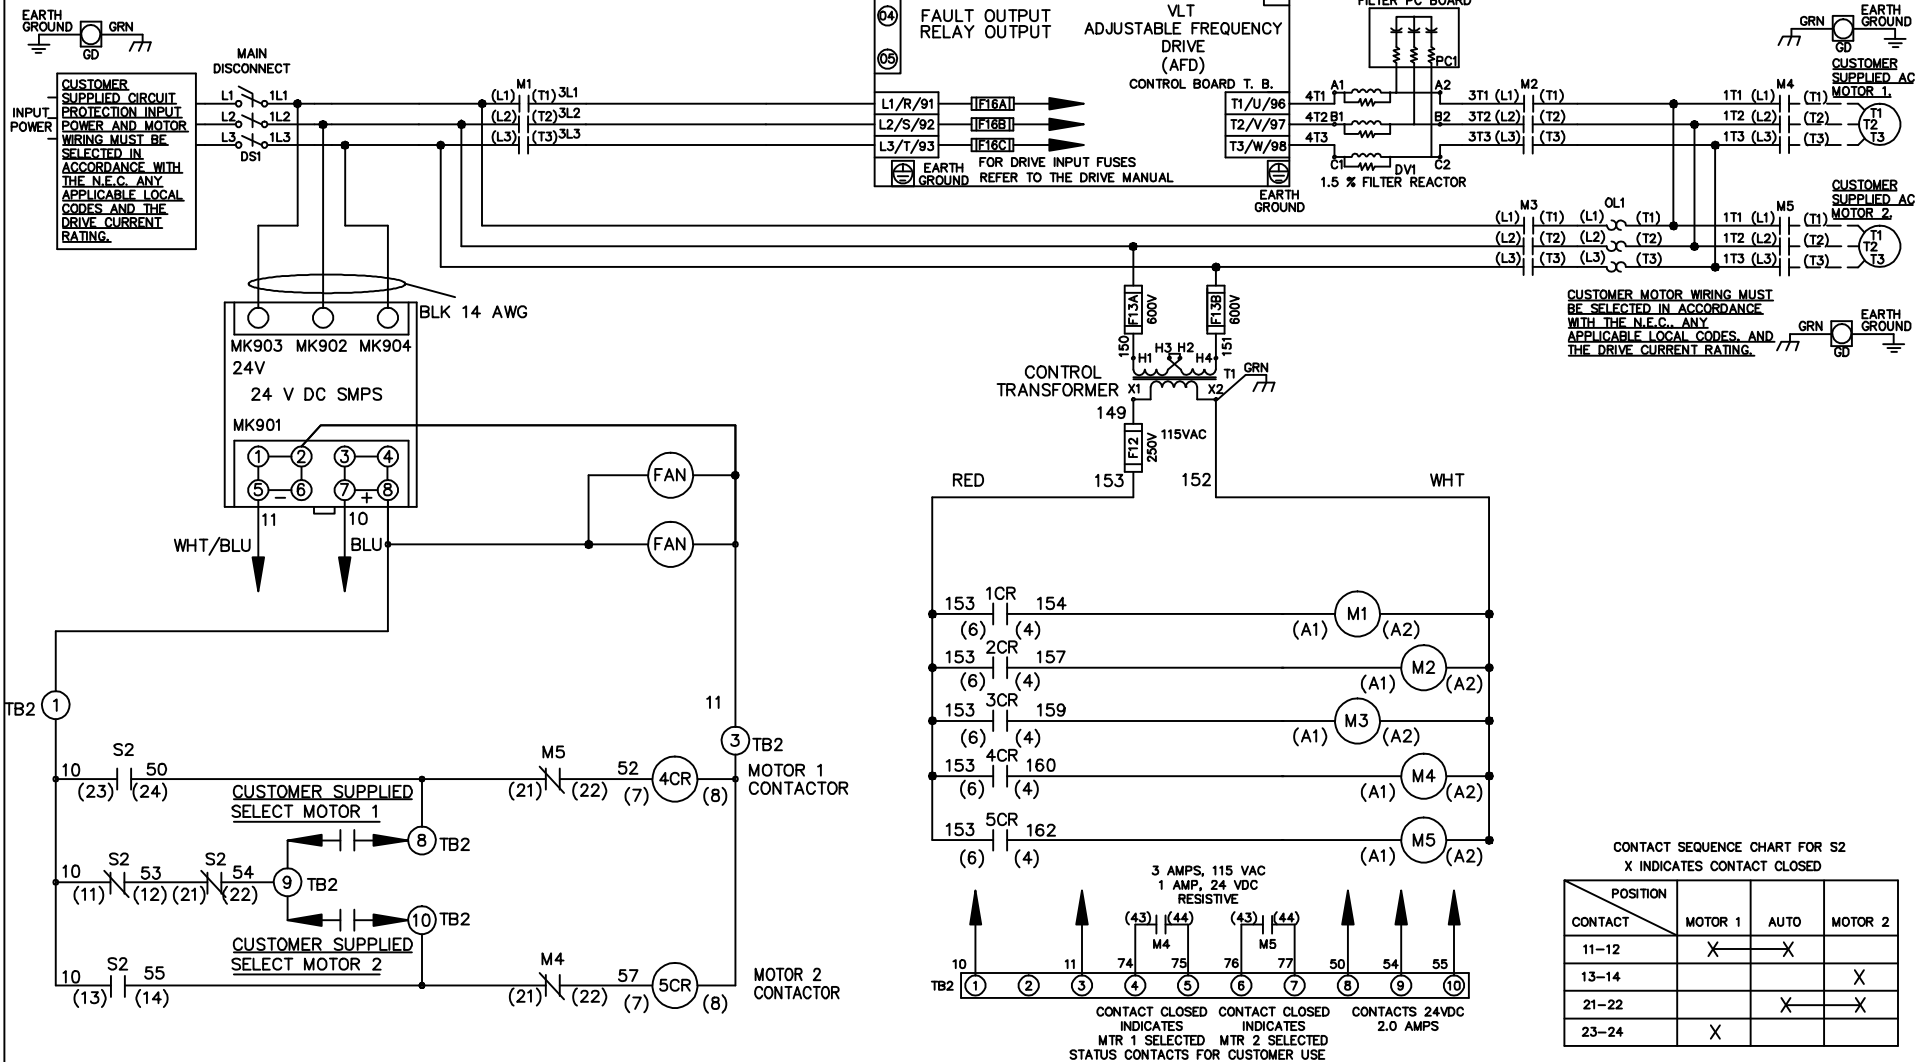 EARTH
GROUND
GRN
GD
MAIN
DISCONNECT
CUSTOMER
SUPPLIED CIRCUIT
PROTECTION INPUT
POWER AND MOTOR
WIRING MUST BE
SELECTED IN
ACCORDANCE WITH
THE N.E.C. ANY
APPLICABLE LOCAL
CODES AND THE
DRIVE CURRENT
RATING.
INPUT
POWER
L1 1L1
L2 1L2
L3 1L3
DS1
M1
(L1) (T1) 3L1
(L2) (T2) 3L2
(L3) (T3) 3L3
04 FAULT OUTPUT
RELAY OUTPUT
05
VLT
ADJUSTABLE FREQUENCY
DRIVE
(AFD)
CONTROL BOARD T. B.
L1/R/91 F16A T1/U/96
L2/S/92 F16B T2/V/97
L3/T/93 F16C T3/W/98
EARTH
GROUND
FOR DRIVE INPUT FUSES
REFER TO THE DRIVE MANUAL
EARTH
GROUND
FILTER PC BOARD
PC1
4T1 A1 A2
4T2 B1 B2
4T3
C1 C2
DV1
1.5 % FILTER REACTOR
M2
3T1 (L1) (T1)
3T2 (L2) (T2)
3T3 (L3) (T3)
GRN
GD
EARTH
GROUND
CUSTOMER
SUPPLIED AC
MOTOR 1.
M4
1T1 (L1) (T1) T1
1T2 (L2) (T2) T2
1T3 (L3) (T3) T3
CUSTOMER
SUPPLIED AC
MOTOR 2.
M3 OL1 M5
(L1) (T1) (L1) (T1) 1T1 (L1) (T1) T1
(L2) (T2) (L2) (T2) 1T2 (L2) (T2) T2
(L3) (T3) (L3) (T3) 1T3 (L3) (T3) T3
CUSTOMER MOTOR WIRING MUST
BE SELECTED IN ACCORDANCE
WITH THE N.E.C., ANY
APPLICABLE LOCAL CODES, AND
THE DRIVE CURRENT RATING.
GRN
GD
EARTH
GROUND
BLK 14 AWG
MK903 MK902 MK904
24V
24 V DC SMPS
MK901
1 2 3 4
5 - 6 7 + 8
11 10
WHT/BLU BLU
FAN
FAN
F13A
600V
F13B
600V
150 151
H1 H3 H2 H4
CONTROL
TRANSFORMER
X1 X2 T1 GRN
149
F12
250V
115VAC
153 152
RED WHT
153 1CR 154 M1
(6) (4) (A1) (A2)
153 2CR 157 M2
(6) (4) (A1) (A2)
153 3CR 159 M3
(6) (4) (A1) (A2)
153 4CR 160 M4
(6) (4) (A1) (A2)
153 5CR 162 M5
(6) (4) (A1) (A2)
TB2 1
11
3 TB2
10 S2 50 M5 52 4CR
(23) (24) (21) (22) (7) (8)
MOTOR 1
CONTACTOR
CUSTOMER SUPPLIED
SELECT MOTOR 1
8 TB2
10 S2 53 S2 54 9 TB2
(11) (12) (21) (22)
10 TB2
CUSTOMER SUPPLIED
SELECT MOTOR 2
10 S2 55 M4 57 5CR
(13) (14) (21) (22) (7) (8)
MOTOR 2
CONTACTOR
3 AMPS, 115 VAC
1 AMP, 24 VDC
RESISTIVE
(43) (44) (43) (44)
M4 M5
10 11 74 75 76 77 50 54 55
TB2 1 2 3 4 5 6 7 8 9 10
CONTACT CLOSED
INDICATES
MTR 1 SELECTED
CONTACT CLOSED
INDICATES
MTR 2 SELECTED
CONTACTS 24VDC
2.0 AMPS
STATUS CONTACTS FOR CUSTOMER USE
CONTACT SEQUENCE CHART FOR S2
X INDICATES CONTACT CLOSED
POSITION
CONTACT MOTOR 1 AUTO MOTOR 2
11-12 X X
13-14 X
21-22 X X
23-24 X